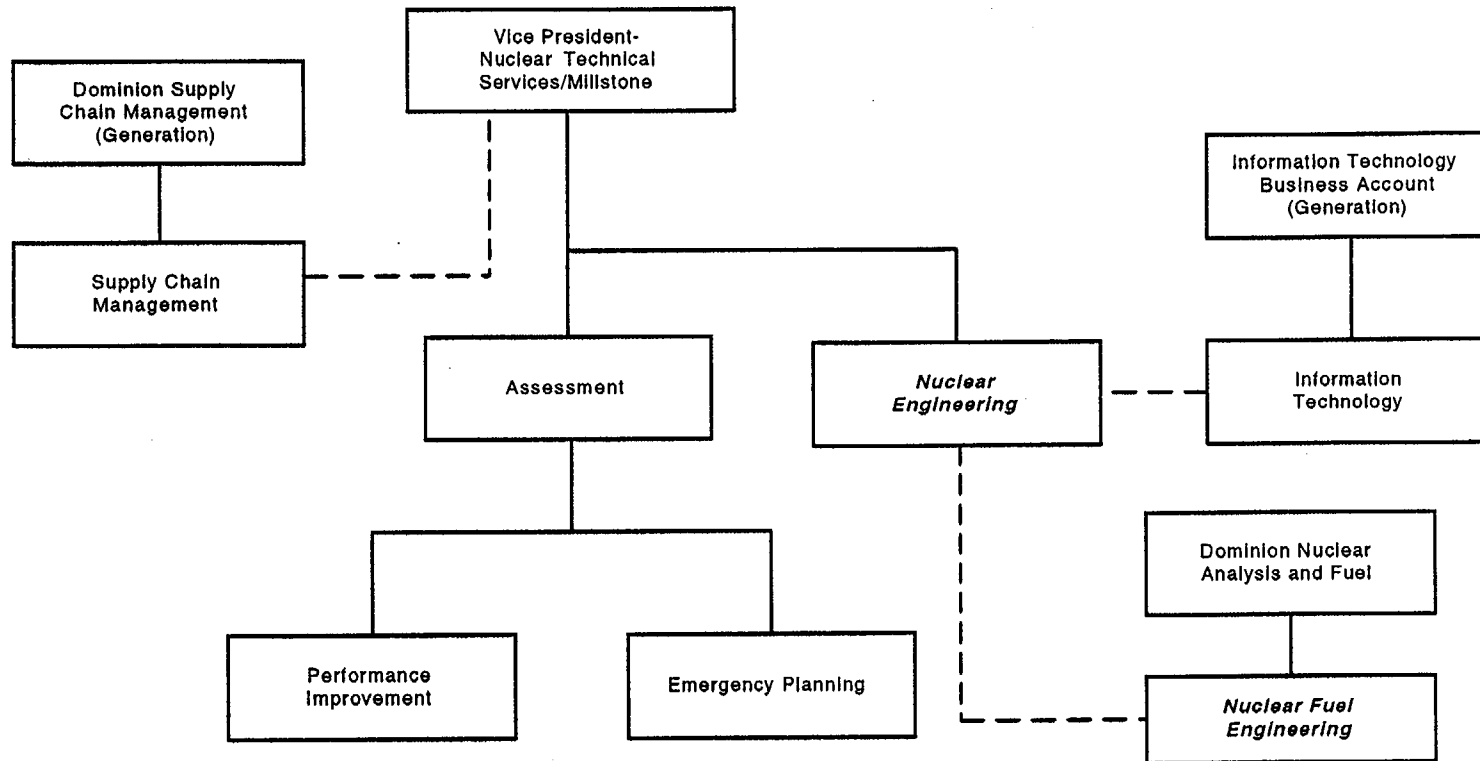 Vice President-
Nuclear Technical
Services/Millstone
Dominion Supply
Chain Management
(Generation)
Information Technology
Business Account
(Generation)
Supply Chain
Management
Assessment
Nuclear
Engineering
Information
Technology
Dominion Nuclear
Analysis and Fuel
Performance
Improvement
Emergency Planning
Nuclear Fuel
Engineering